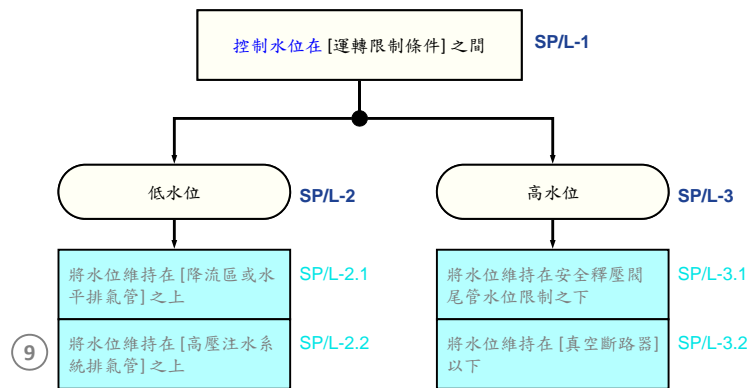 控制水位在 [運轉限制條件] 之間
SP/L-1
低水位
SP/L-2
高水位
SP/L-3
將水位維持在 [降流區或水
平排氣管] 之上
SP/L-2.1
將水位維持在安全釋壓閥
尾管水位限制之下
SP/L-3.1
9
將水位維持在 [高壓注水系
統排氣管] 之上
SP/L-2.2
將水位維持在 [真空斷路器]
以下
SP/L-3.2